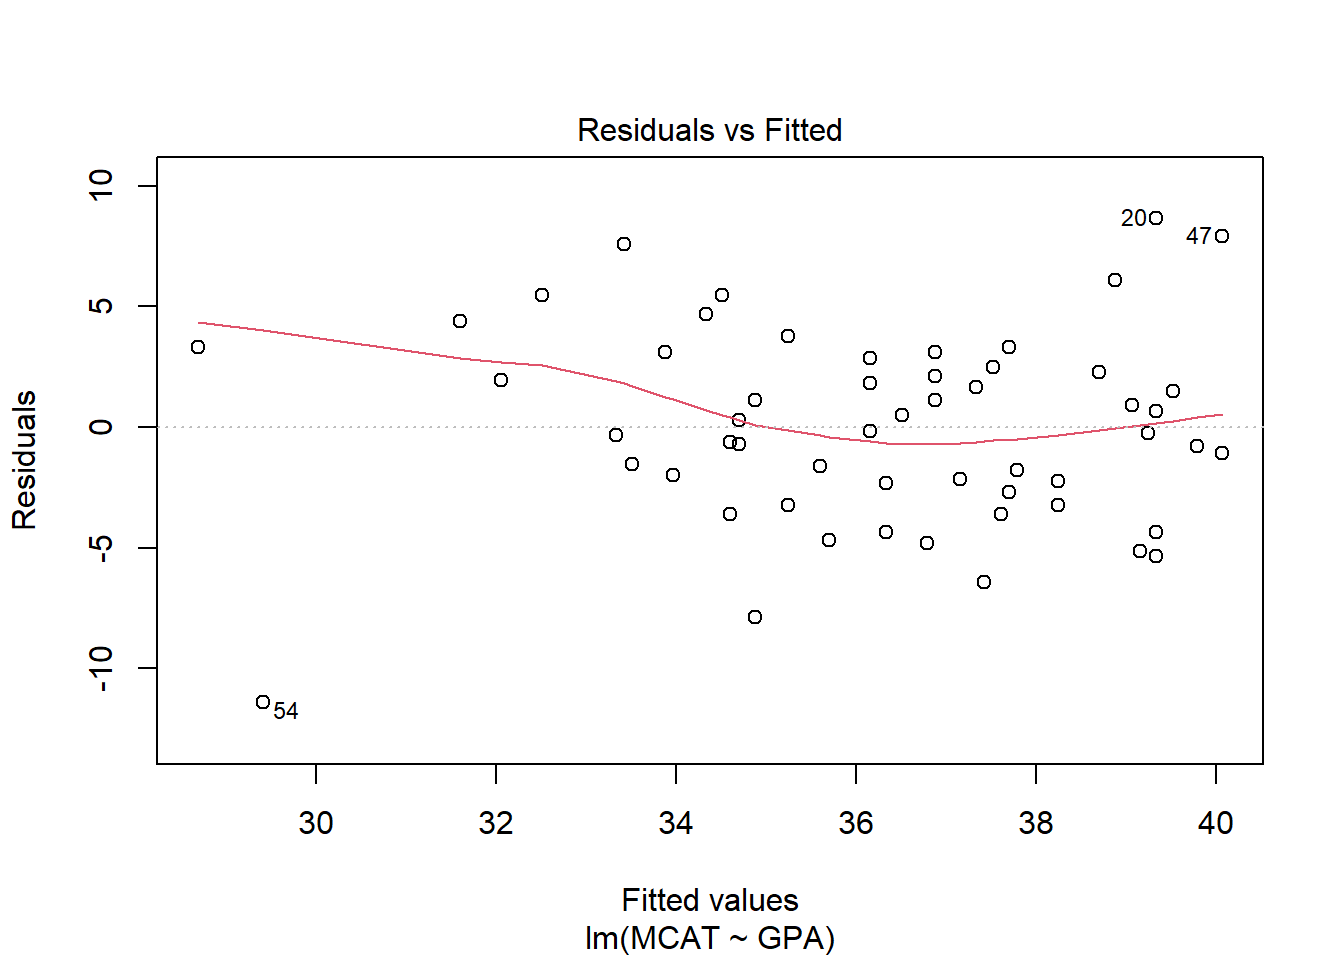 Residuals vs Fitted
Residuals
10
5
0
-5
-10
20
47
54
30 32 34 36 38 40
Fitted values
lm(MCAT ~ GPA)